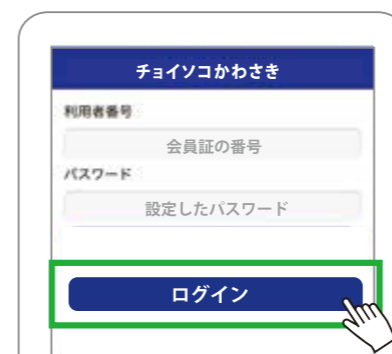 チョイソコかわさき
利用者番号
会員証の番号
パスワード
設定したパスワード
ログイン